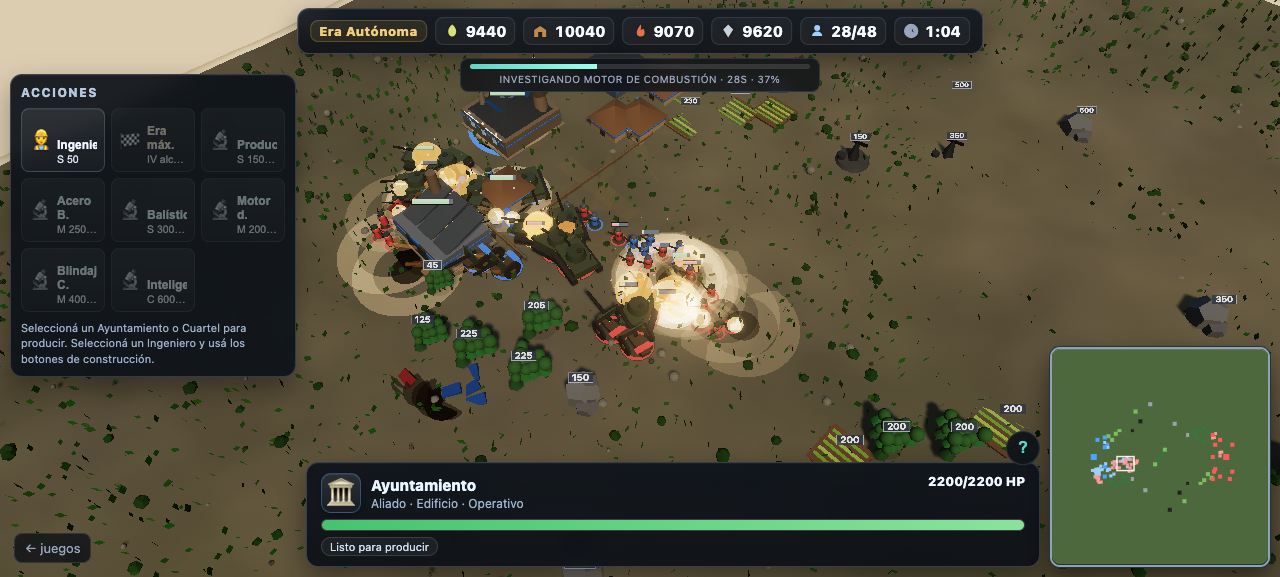 Era Autónoma
9440
10040
9070
9620
28/48
1:04
INVESTIGANDO MOTOR DE COMBUSTIÓN · 28S · 37%
ACCIONES
Ingenie
S 50
Era máx.
IV alc...
Produc
S 150...
Acero B.
M 250...
Balístic
S 300...
Motor d.
M 200...
Blindaj C.
M 400...
Intelige
C 600...
Seleccioná un Ayuntamiento o Cuartel para
producir. Seleccioná un Ingeniero y usá los
botones de construcción.
500
600
150
350
230
45
205
125
225
225
150
350
200
200
200
200
?
Ayuntamiento
2200/2200 HP
Aliado · Edificio · Operativo
Listo para producir
← juegos